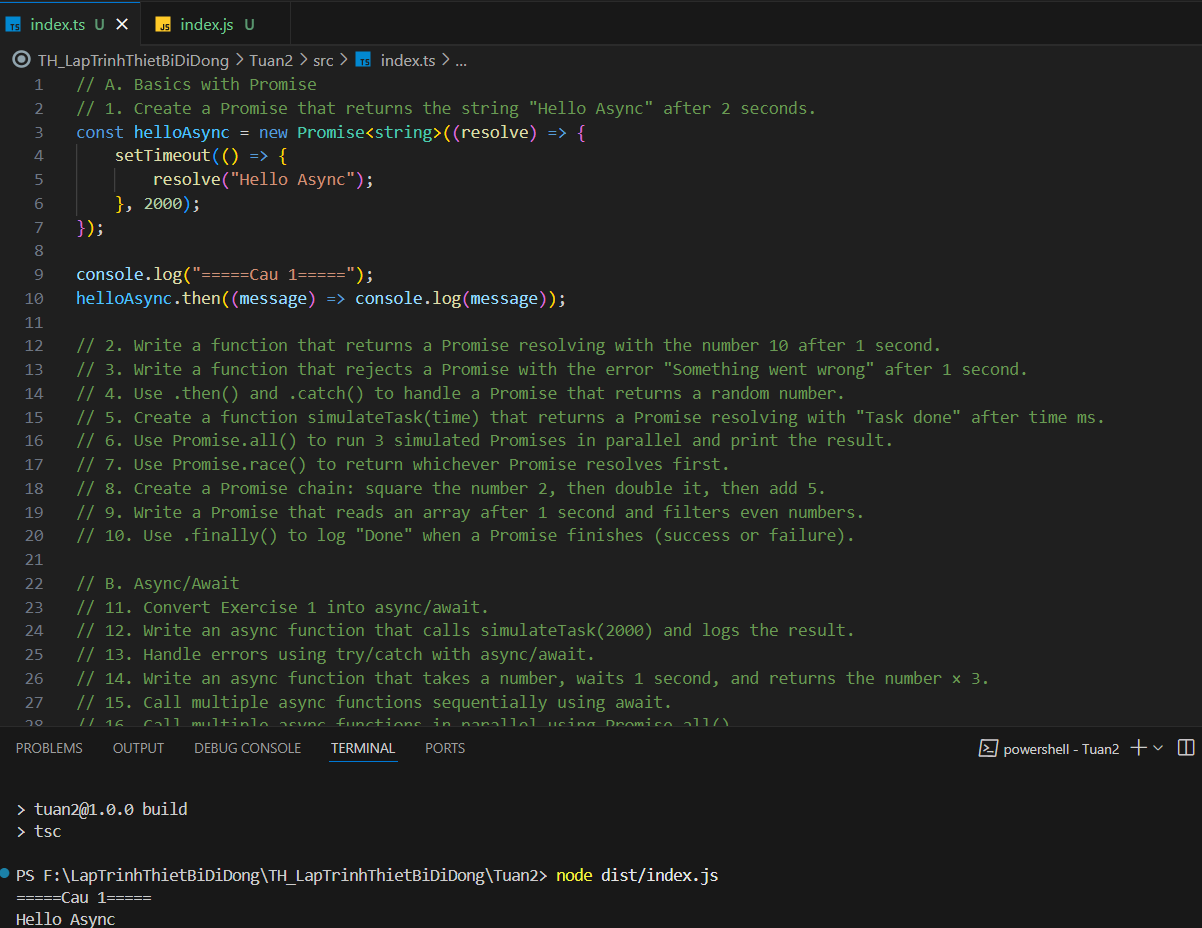 TS index.ts U ✕ JS index.js U
TH_LapTrinhThietBiDiDong > Tuan2 > src > TS index.ts > ...
1 // A. Basics with Promise
2 // 1. Create a Promise that returns the string "Hello Async" after 2 seconds.
3 const helloAsync = new Promise<string>((resolve) => {
4 setTimeout(() => {
5 resolve("Hello Async");
6 }, 2000);
7 });
8
9 console.log("=====Cau 1=====");
10 helloAsync.then((message) => console.log(message));
11
12 // 2. Write a function that returns a Promise resolving with the number 10 after 1 second.
13 // 3. Write a function that rejects a Promise with the error "Something went wrong" after 1 second.
14 // 4. Use .then() and .catch() to handle a Promise that returns a random number.
15 // 5. Create a function simulateTask(time) that returns a Promise resolving with "Task done" after time ms.
16 // 6. Use Promise.all() to run 3 simulated Promises in parallel and print the result.
17 // 7. Use Promise.race() to return whichever Promise resolves first.
18 // 8. Create a Promise chain: square the number 2, then double it, then add 5.
19 // 9. Write a Promise that reads an array after 1 second and filters even numbers.
20 // 10. Use .finally() to log "Done" when a Promise finishes (success or failure).
21
22 // B. Async/Await
23 // 11. Convert Exercise 1 into async/await.
24 // 12. Write an async function that calls simulateTask(2000) and logs the result.
25 // 13. Handle errors using try/catch with async/await.
26 // 14. Write an async function that takes a number, waits 1 second, and returns the number × 3.
27 // 15. Call multiple async functions sequentially using await.
28 // 16. Call multiple async functions in parallel using Promise.all()
PROBLEMS OUTPUT DEBUG CONSOLE TERMINAL PORTS powershell - Tuan2
> tuan2@1.0.0 build
> tsc
PS F:\LapTrinhThietBiDiDong\TH_LapTrinhThietBiDiDong\Tuan2> node dist/index.js
=====Cau 1=====
Hello Async